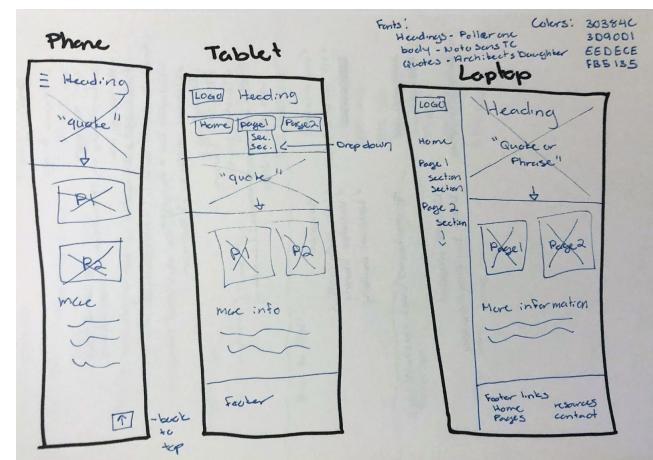 Fonts:
Headings - Poller one
body - Noto Sans TC
Quotes - Architects Daughter
Colors: 30384C
3D9001
EEDECE
FB5135
Phone
Heading
"quote"
P1
P2
more
- back
to
top
Tablet
LOGO Heading
Home page1 Page2
Sec.
Sec.
Drop down
"quote"
P1 P2
more info
Footer
Laptop
LOGO
Home
Page 1
section
section
Page 2
section
Heading
"Quote or
Phrase"
Page1 Page2
More information
Footer links
Home resources
Pages contact